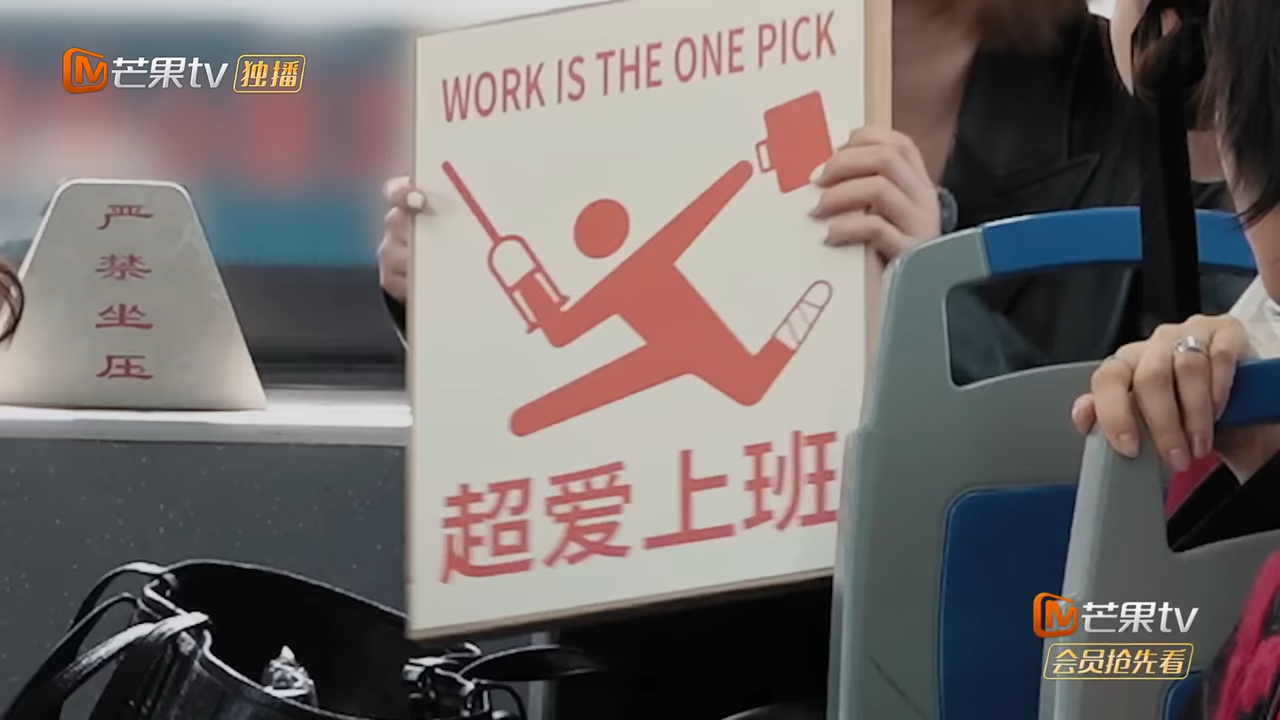 芒果tv 独播
WORK IS THE ONE PICK
严
禁
坐
压
超爱上班
芒果tv
会员抢先看